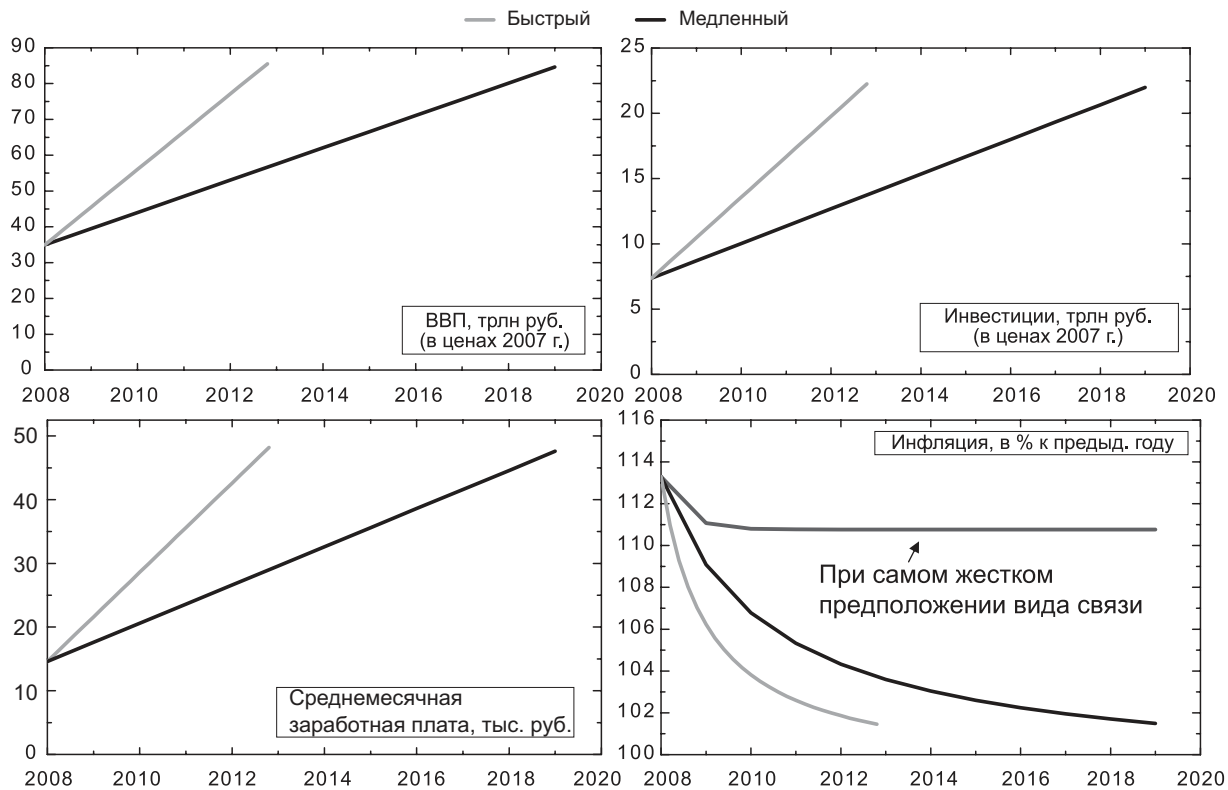 Быстрый
Медленный
90
80
70
60
50
40
30
20
10
0
ВВП, трлн руб.
(в ценах 2007 г.)
2008 2010 2012 2014 2016 2018 2020
25
20
15
10
5
0
Инвестиции, трлн руб.
(в ценах 2007 г.)
2008 2010 2012 2014 2016 2018 2020
50
40
30
20
10
0
Среднемесячная
заработная плата, тыс. руб.
2008 2010 2012 2014 2016 2018 2020
116
114
112
110
108
106
104
102
100
Инфляция, в % к предыд. году
При самом жестком
предположении вида связи
2008 2010 2012 2014 2016 2018 2020